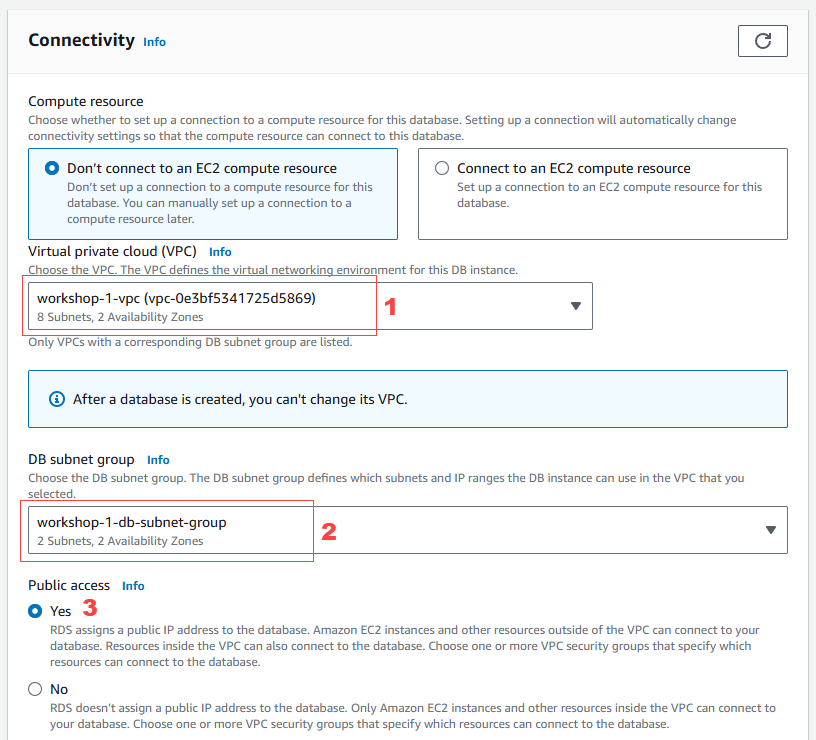 Connectivity Info
Compute resource
Choose whether to set up a connection to a compute resource for this database. Setting up a connection will automatically change
connectivity settings so that the compute resource can connect to this database.
Don't connect to an EC2 compute resource
Don't set up a connection to a compute resource for this
database. You can manually set up a connection to a
compute resource later.
Connect to an EC2 compute resource
Set up a connection to an EC2 compute resource for this
database.
Virtual private cloud (VPC) Info
Choose the VPC. The VPC defines the virtual networking environment for this DB instance.
workshop-1-vpc (vpc-0e3bf5341725d5869)
8 Subnets, 2 Availability Zones
1
Only VPCs with a corresponding DB subnet group are listed.
After a database is created, you can't change its VPC.
DB subnet group Info
Choose the DB subnet group. The DB subnet group defines which subnets and IP ranges the DB instance can use in the VPC that you
selected.
workshop-1-db-subnet-group
2 Subnets, 2 Availability Zones
2
Public access Info
Yes 3
RDS assigns a public IP address to the database. Amazon EC2 instances and other resources outside of the VPC can connect to your
database. Resources inside the VPC can also connect to the database. Choose one or more VPC security groups that specify which
resources can connect to the database.
No
RDS doesn't assign a public IP address to the database. Only Amazon EC2 instances and other resources inside the VPC can connect to
your database. Choose one or more VPC security groups that specify which resources can connect to the database.